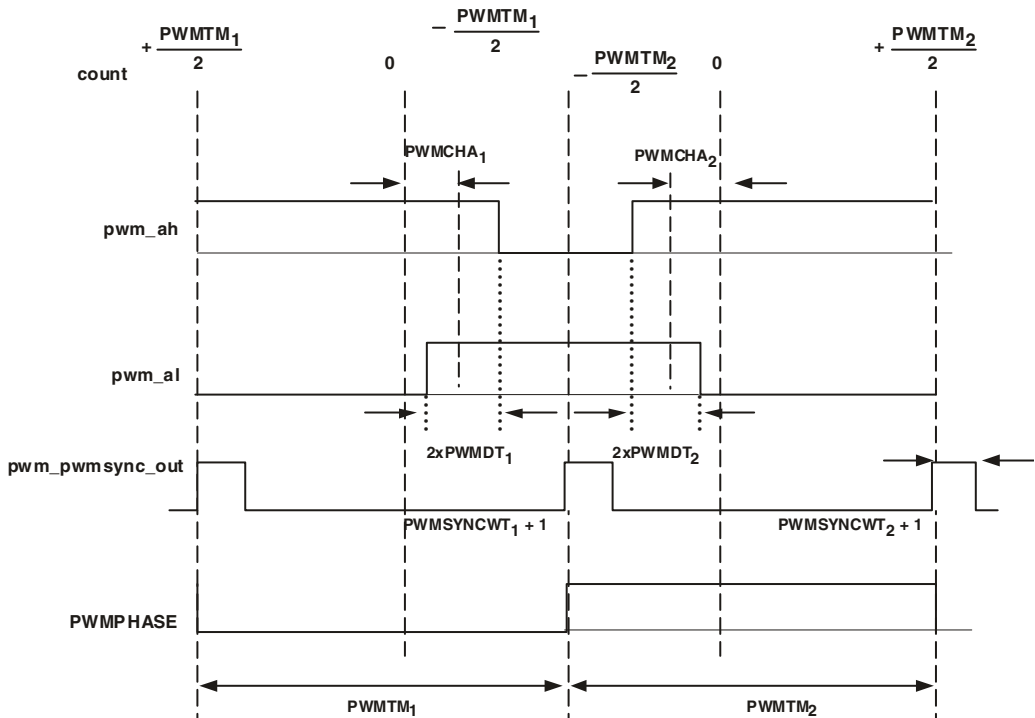 count
+ PWMTM₁ / 2
0
− PWMTM₁ / 2
− PWMTM₂ / 2
0
+ PWMTM₂ / 2
PWMCHA₁
PWMCHA₂
pwm_ah
pwm_al
2xPWMDT₁
2xPWMDT₂
pwm_pwmsync_out
PWMSYNCWT₁ + 1
PWMSYNCWT₂ + 1
PWMPHASE
PWMTM₁
PWMTM₂